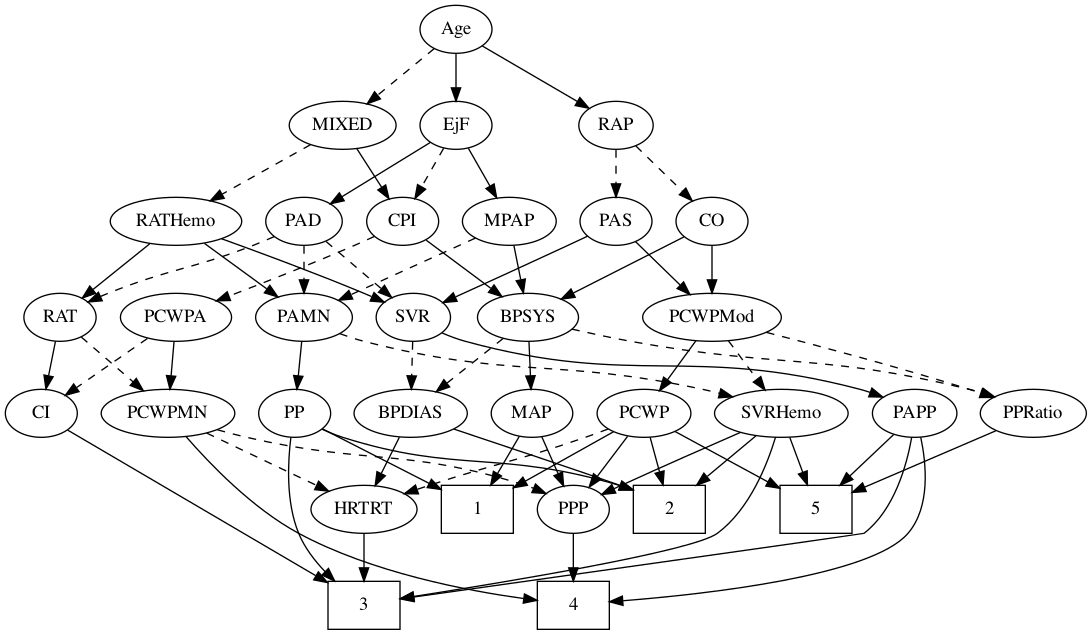 Age
MIXED
EjF
RAP
RATHemo
PAD
CPI
MPAP
PAS
CO
RAT
PCWPA
PAMN
SVR
BPSYS
PCWPMod
CI
PCWPMN
PP
BPDIAS
MAP
PCWP
SVRHemo
PAPP
PPRatio
HRTRT
1
PPP
2
5
3
4